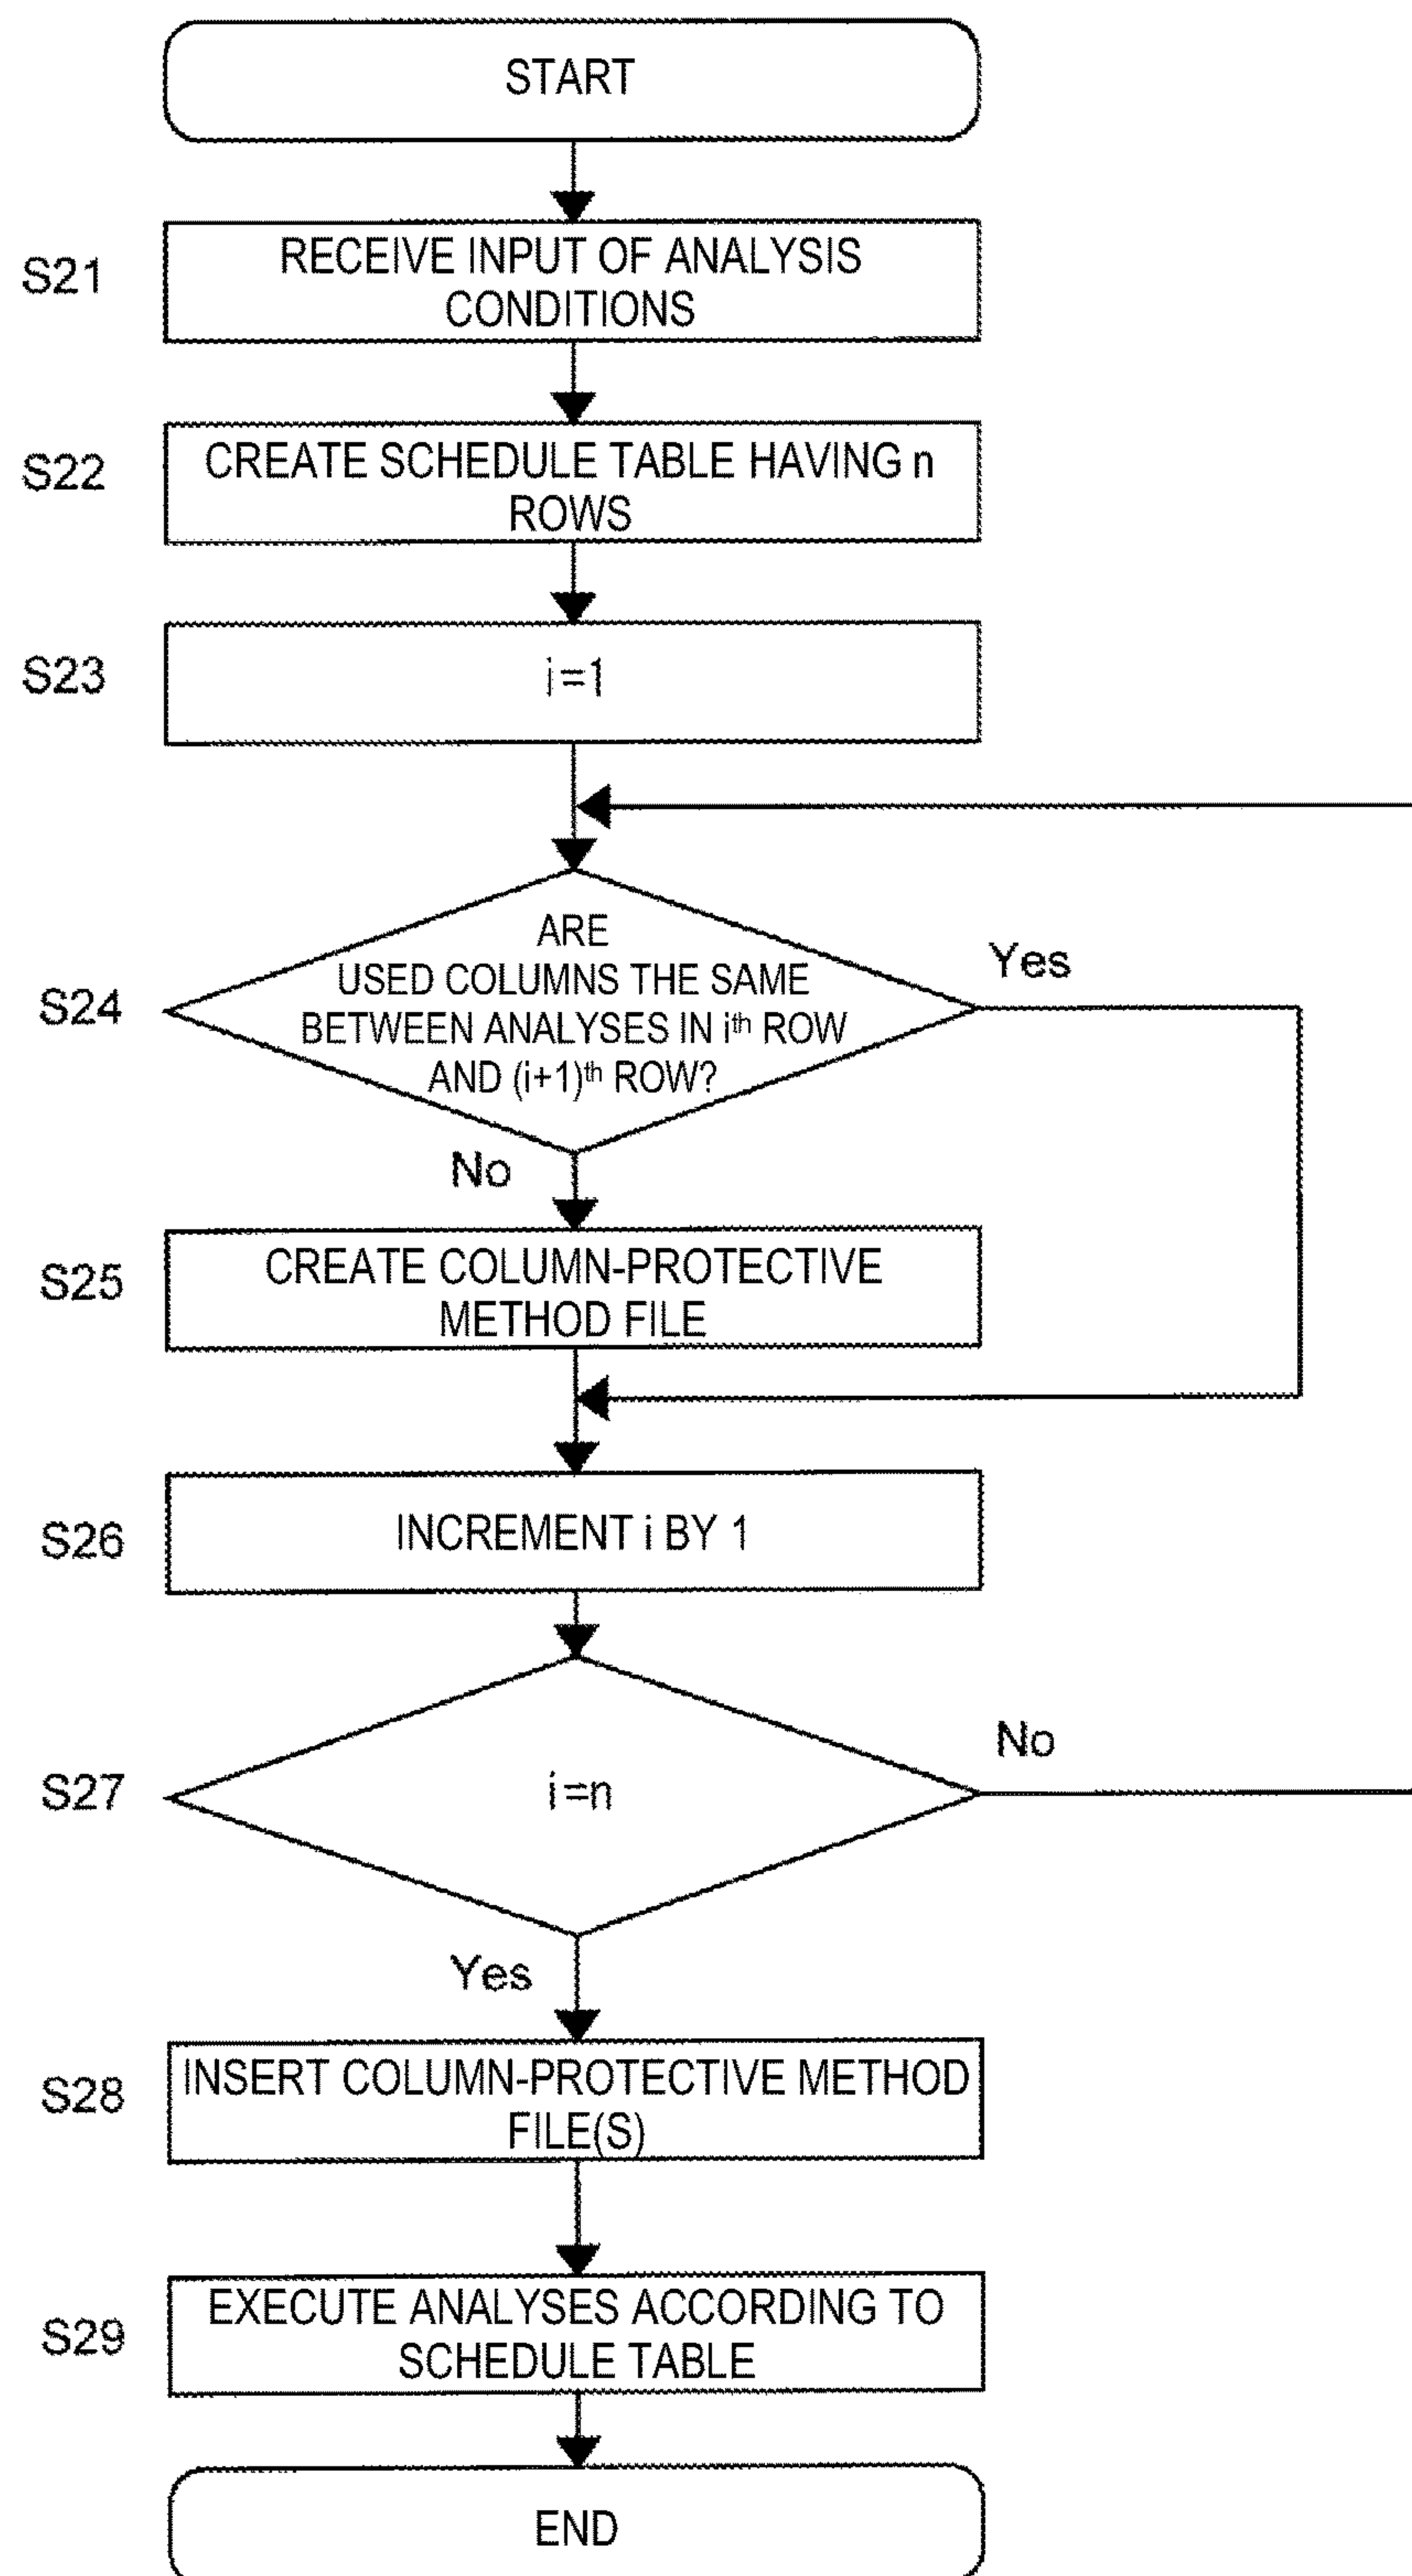 START
S21
RECEIVE INPUT OF ANALYSIS
CONDITIONS
S22
CREATE SCHEDULE TABLE HAVING n
ROWS
S23
i=1
S24
ARE
USED COLUMNS THE SAME
BETWEEN ANALYSES IN ith ROW
AND (i+1)th ROW?
Yes
No
S25
CREATE COLUMN-PROTECTIVE
METHOD FILE
S26
INCREMENT i BY 1
S27
i=n
No
Yes
S28
INSERT COLUMN-PROTECTIVE METHOD
FILE(S)
S29
EXECUTE ANALYSES ACCORDING TO
SCHEDULE TABLE
END